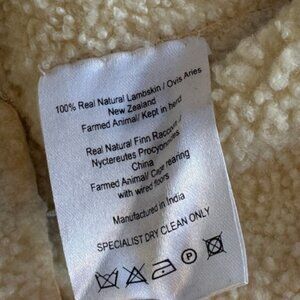 100% Real Natural Lambskin / Ovis Aries
New Zealand
Farmed Animal/ Kept in herd
Real Natural Finn Raccoon /
Nyctereutes Procyonoides
China
Farmed Animal/ Cage rearing
with wired floors
Manufactured in India
SPECIALIST DRY CLEAN ONLY
P